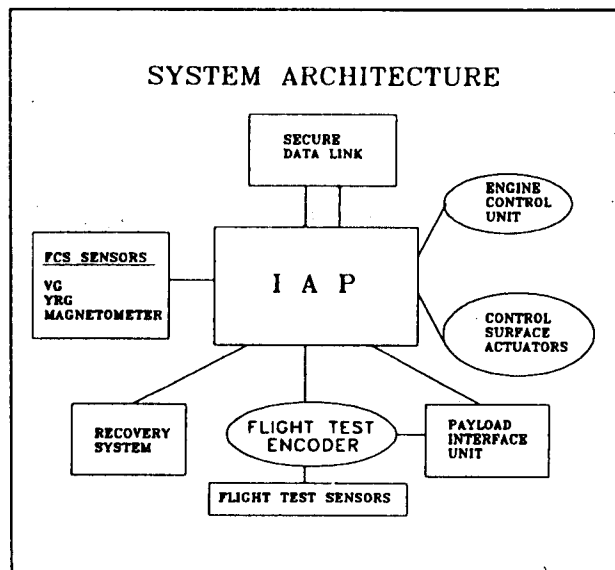 SYSTEM ARCHITECTURE
SECURE
DATA LINK
ENGINE
CONTROL
UNIT
FCS SENSORS
VG
YRG
MAGNETOMETER
I A P
CONTROL
SURFACE
ACTUATORS
RECOVERY
SYSTEM
FLIGHT TEST
ENCODER
PAYLOAD
INTERFACE
UNIT
FLIGHT TEST SENSORS